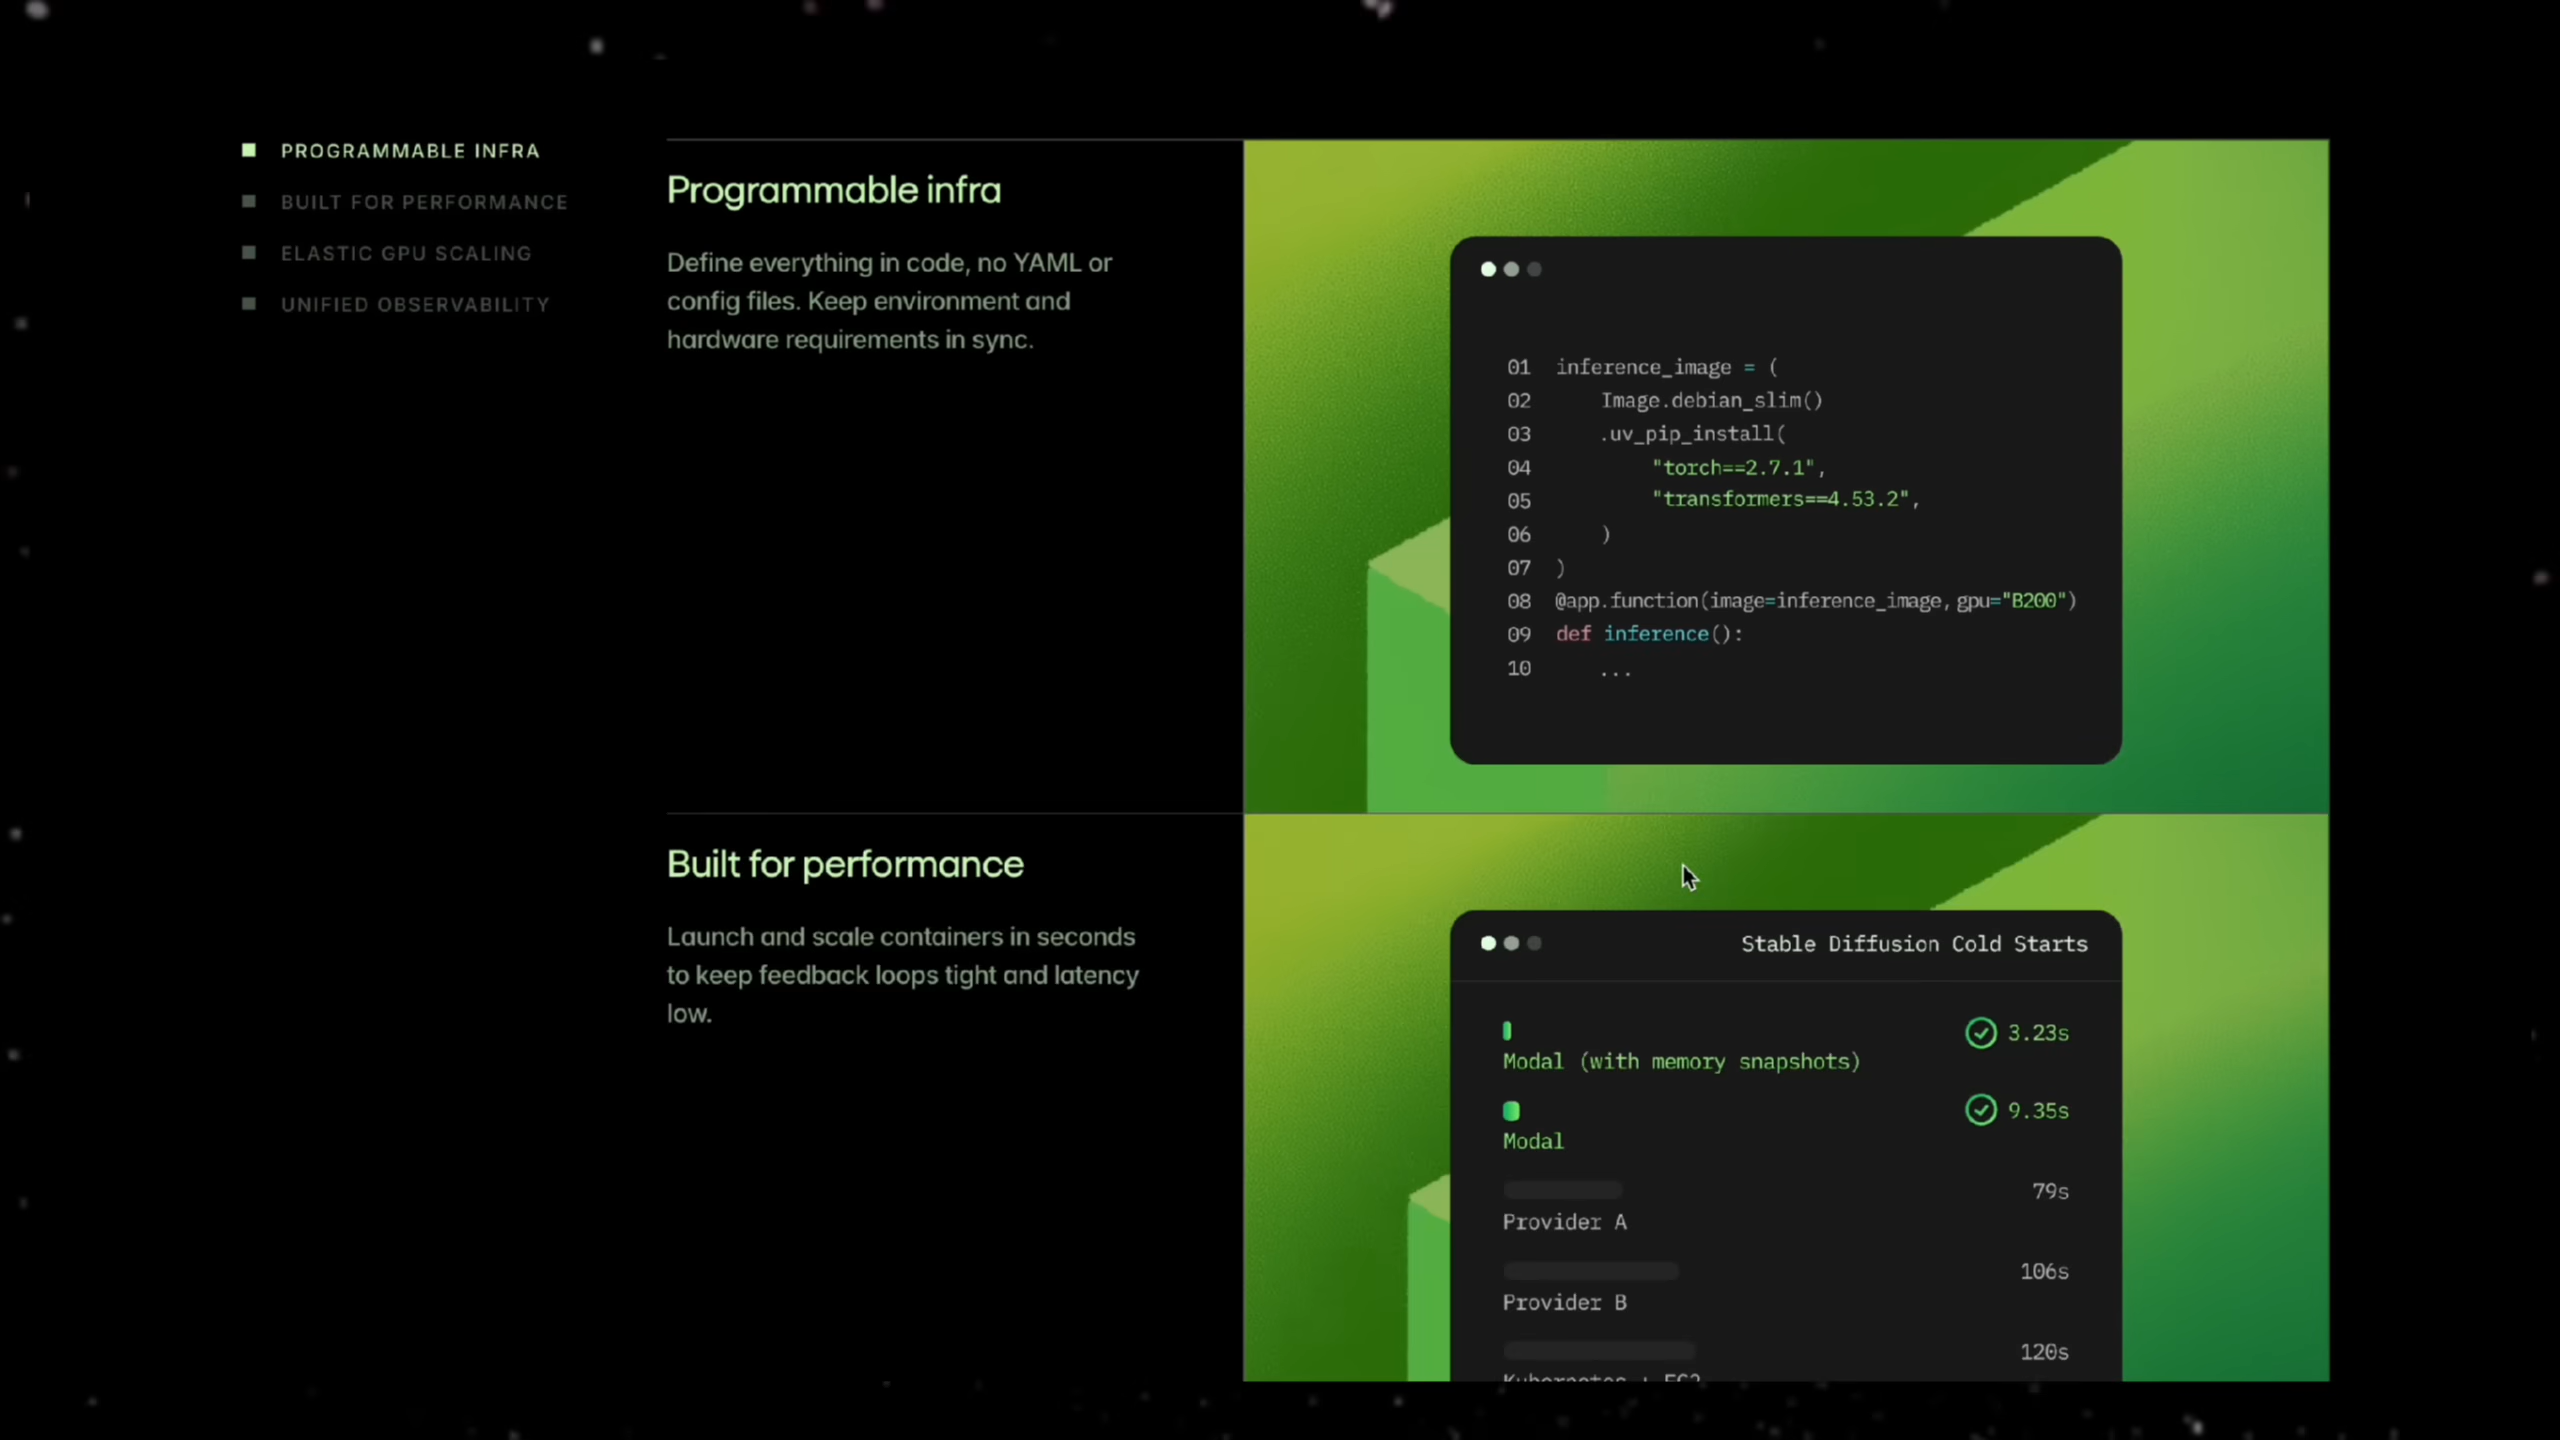 PROGRAMMABLE INFRA
BUILT FOR PERFORMANCE
ELASTIC GPU SCALING
UNIFIED OBSERVABILITY
Programmable infra
Define everything in code, no YAML or
config files. Keep environment and
hardware requirements in sync.
01 inference_image = (
02 Image.debian_slim()
03 .uv_pip_install(
04 "torch==2.7.1",
05 "transformers==4.53.2",
06 )
07 )
08 @app.function(image=inference_image, gpu="B200")
09 def inference():
10 ...
Built for performance
Launch and scale containers in seconds
to keep feedback loops tight and latency
low.
Stable Diffusion Cold Starts
3.23s
Modal (with memory snapshots)
9.35s
Modal
79s
Provider A
106s
Provider B
120s
Kubernetes + EC2